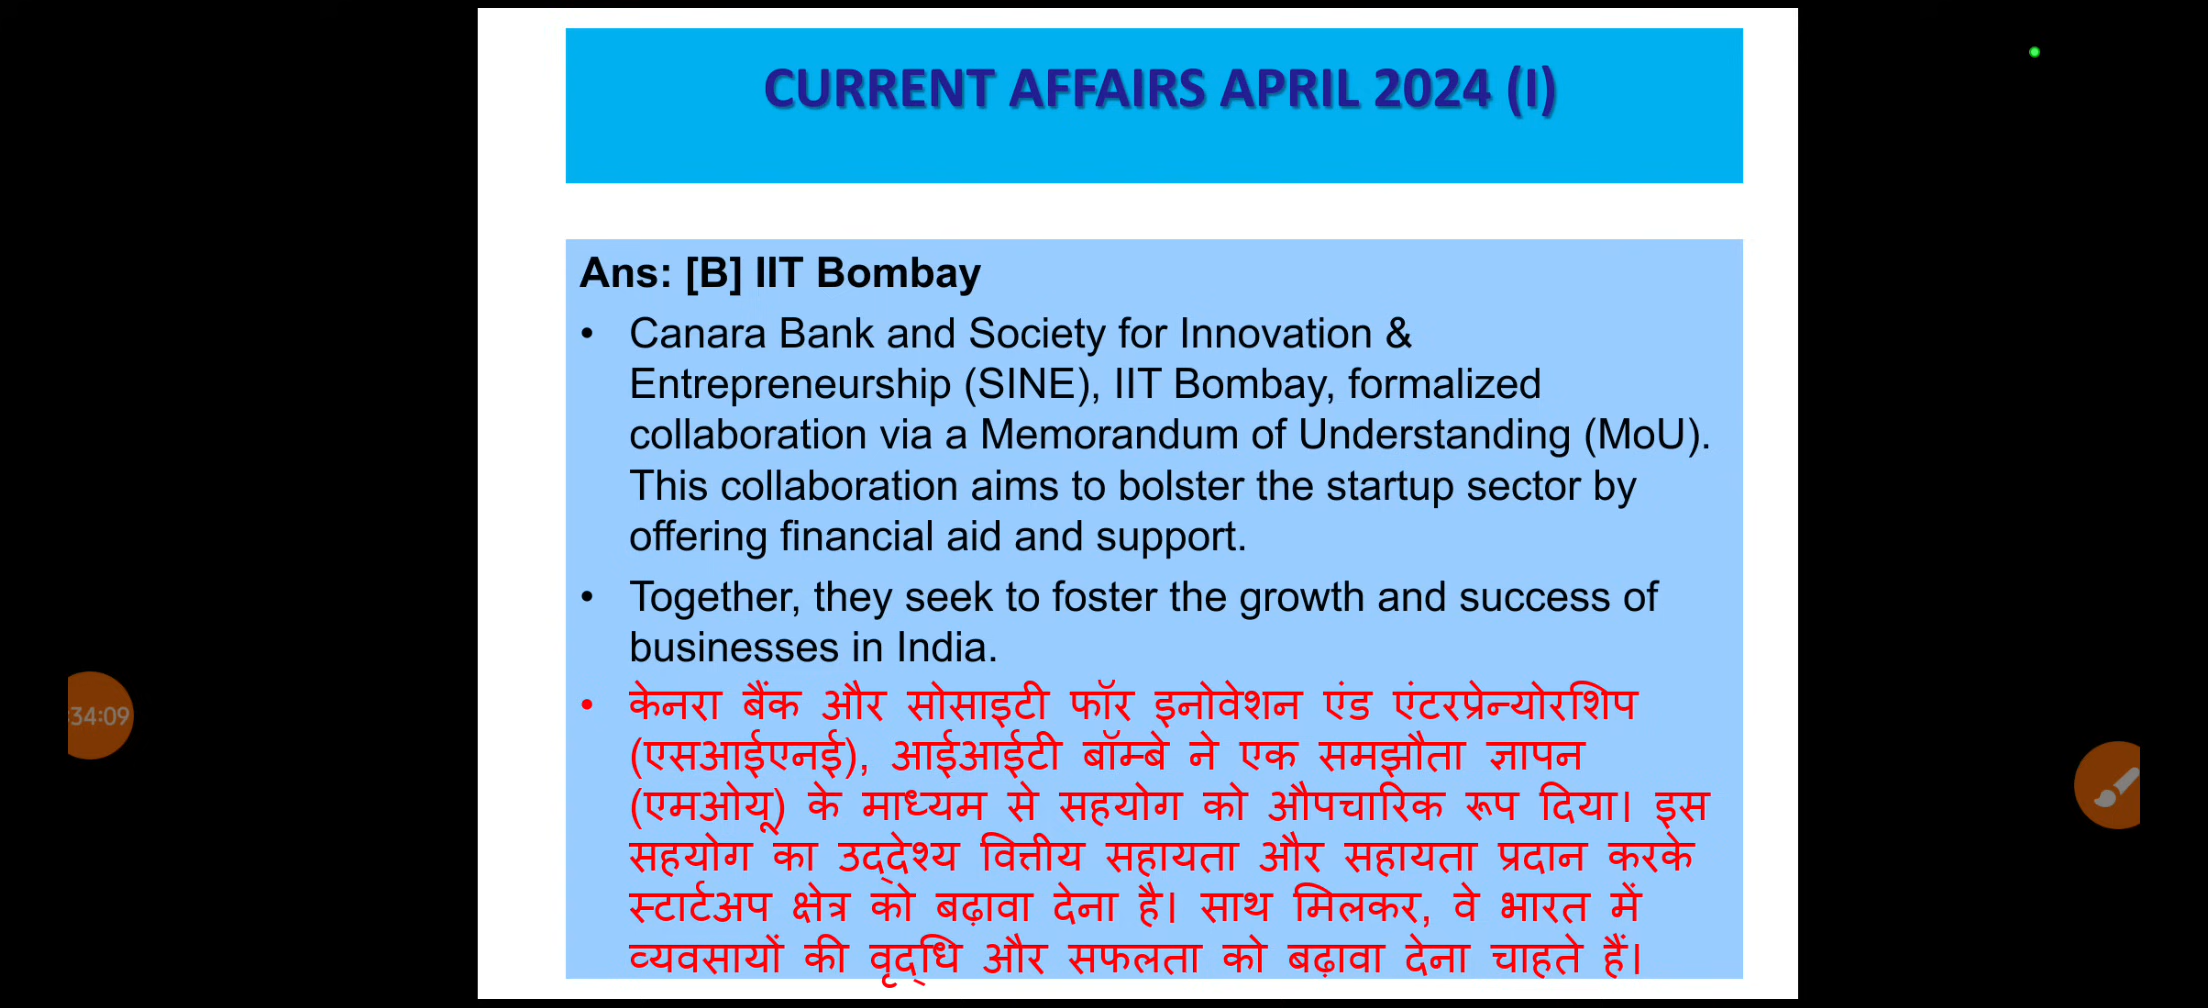 CURRENT AFFAIRS APRIL 2024 (I)
Ans: [B] IIT Bombay
• Canara Bank and Society for Innovation &
Entrepreneurship (SINE), IIT Bombay, formalized
collaboration via a Memorandum of Understanding (MoU).
This collaboration aims to bolster the startup sector by
offering financial aid and support.
• Together, they seek to foster the growth and success of
businesses in India.
• केनरा बैंक और सोसाइटी फॉर इनोवेशन एंड एंटरप्रेन्योरशिप
(एसआईएनई), आईआईटी बॉम्बे ने एक समझौता ज्ञापन
(एमओयू) के माध्यम से सहयोग को औपचारिक रूप दिया। इस
सहयोग का उद्देश्य वित्तीय सहायता और सहायता प्रदान करके
स्टार्टअप क्षेत्र को बढ़ावा देना है। साथ मिलकर, वे भारत में
व्यवसायों की वृद्धि और सफलता को बढ़ावा देना चाहते हैं।
:34:09